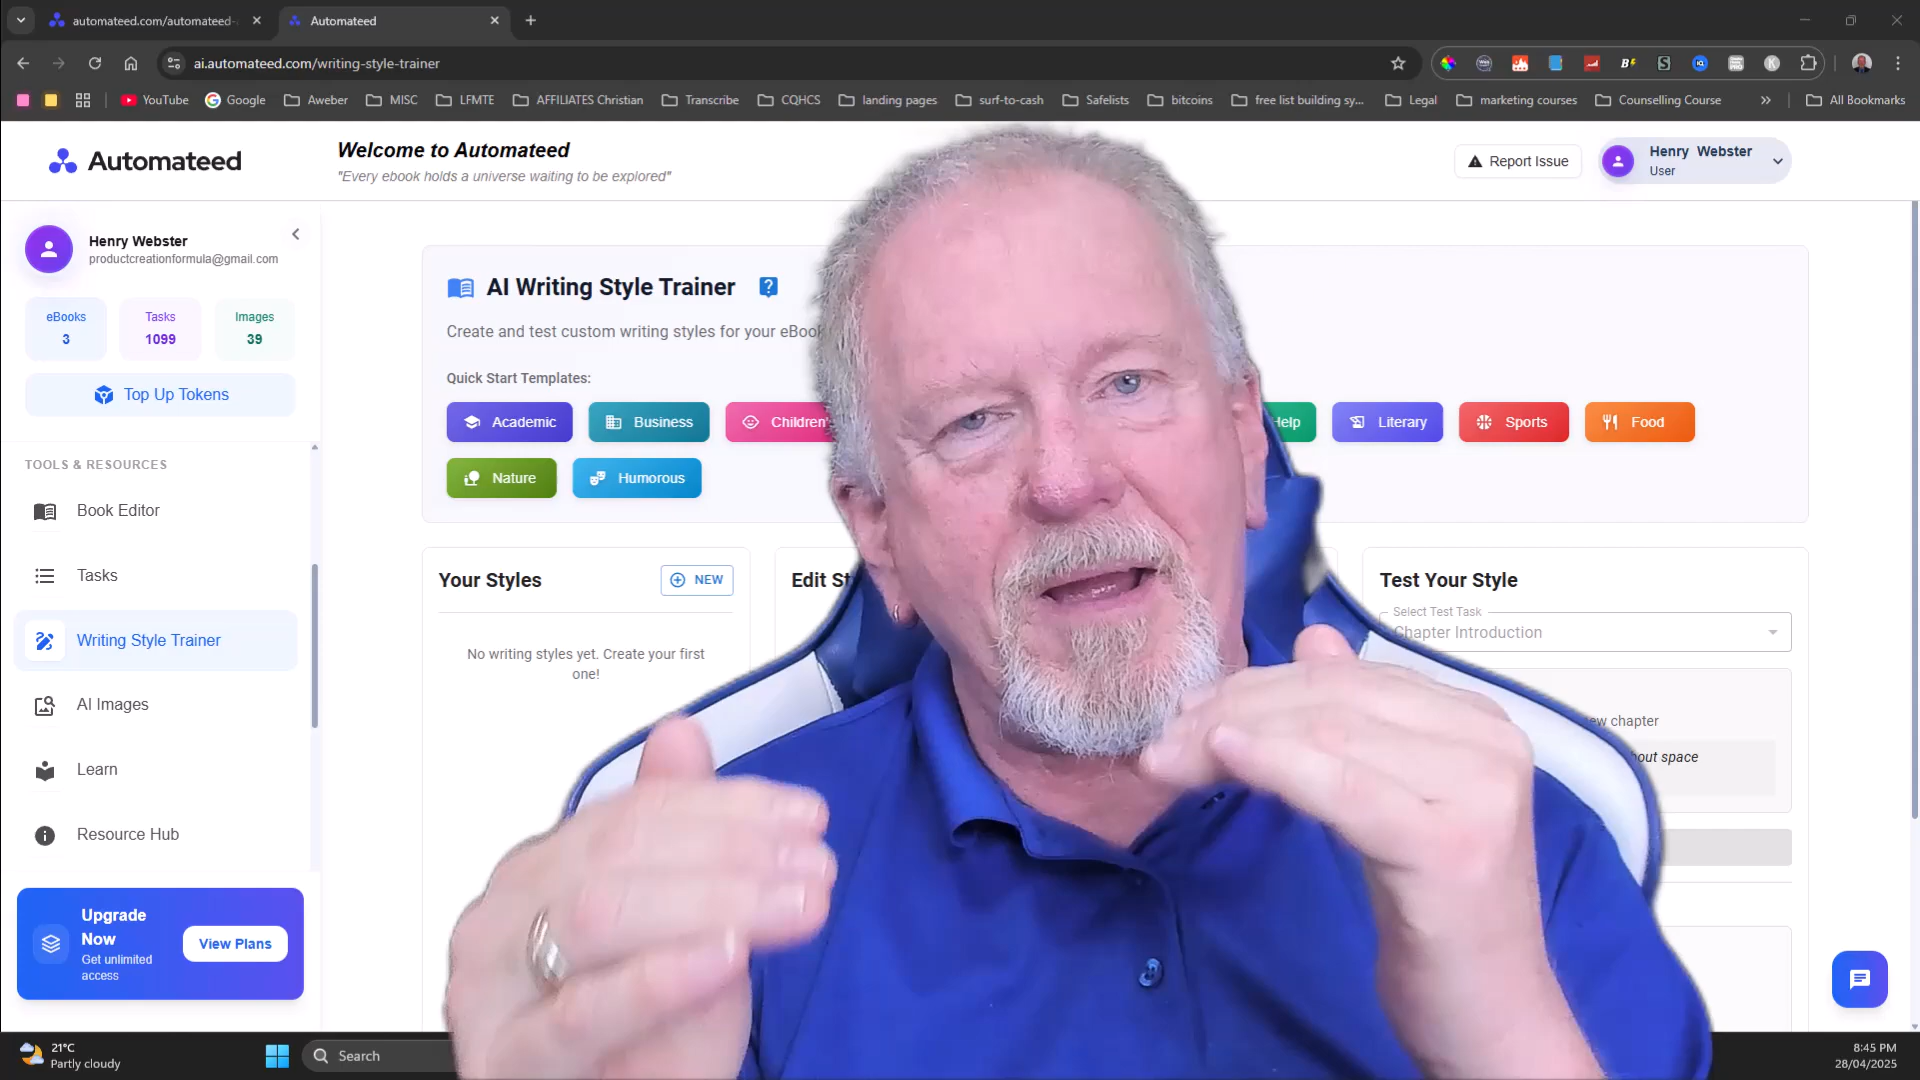 automateed.com/automateed-
Automateed
ai.automateed.com/writing-style-trainer
YouTube
Google
Aweber
MISC
LFMTE
AFFILIATES Christian
Transcribe
CQHCS
landing pages
surf-to-cash
Safelists
bitcoins
free list building sy...
Legal
marketing courses
Counselling Course
All Bookmarks
Automateed
Welcome to Automateed
"Every ebook holds a universe waiting to be explored"
Report Issue
Henry Webster
User
Henry Webster
productcreationformula@gmail.com
eBooks
3
Tasks
1099
Images
39
Top Up Tokens
TOOLS & RESOURCES
Book Editor
Tasks
Writing Style Trainer
AI Images
Learn
Resource Hub
Upgrade Now
Get unlimited access
View Plans
AI Writing Style Trainer
Create and test custom writing styles for your eBook
Quick Start Templates:
Academic
Business
Children'
Help
Literary
Sports
Food
Nature
Humorous
Your Styles
NEW
No writing styles yet. Create your first
one!
Edit St
Test Your Style
Select Test Task
Chapter Introduction
ew chapter
bout space
21°C
Partly cloudy
Search
8:45 PM
28/04/2025